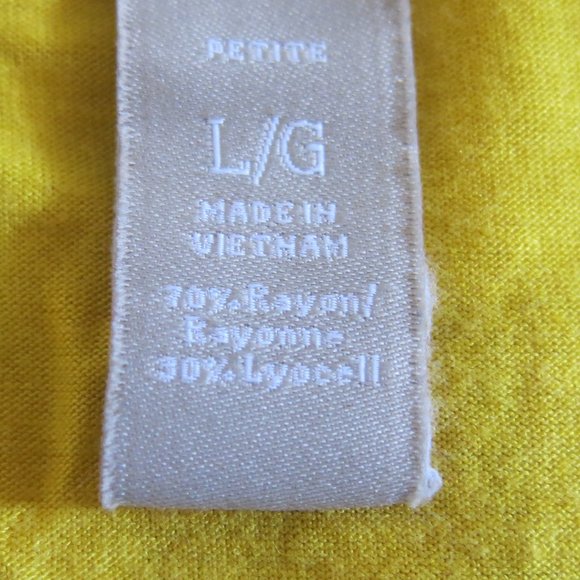 PETITE
L/G
MADE IN
VIETNAM
70% Rayon/
Rayonne
30% Lyocell